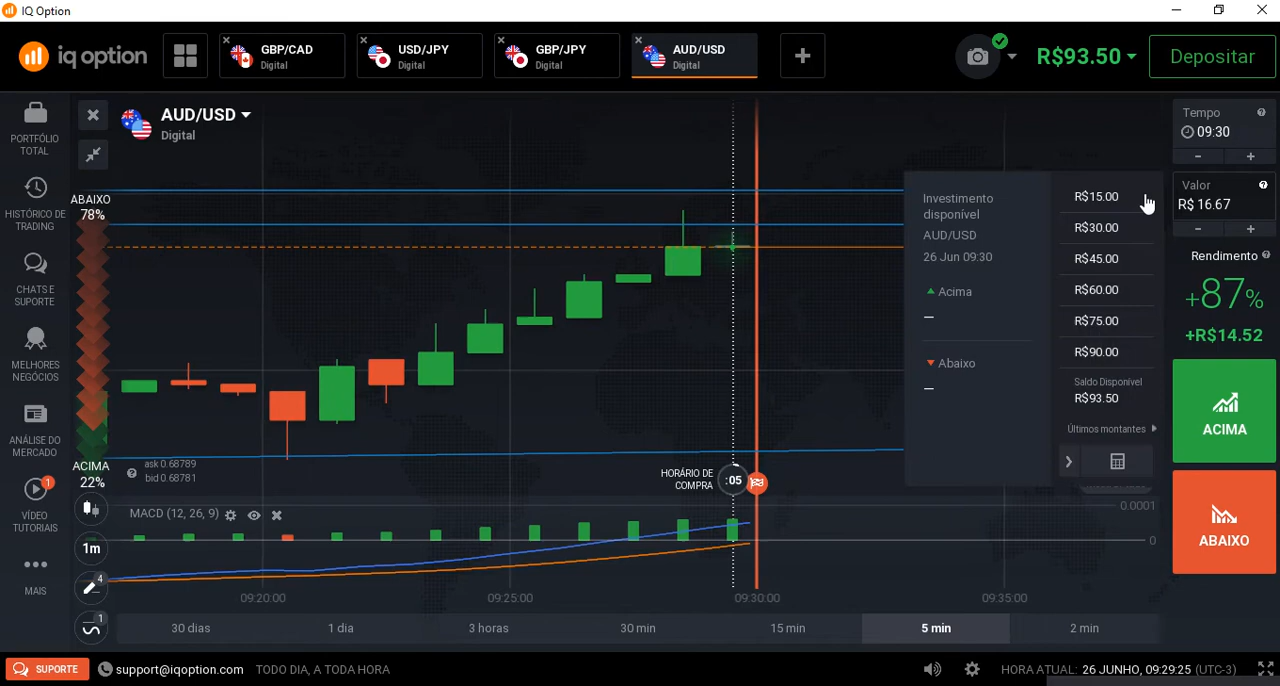 IQ Option
iq option
GBP/CAD
Digital
USD/JPY
Digital
GBP/JPY
Digital
AUD/USD
Digital
R$93.50
Depositar
PORTFÓLIO
TOTAL
HISTÓRICO DE
TRADING
CHATS E
SUPORTE
MELHORES
NEGÓCIOS
ANÁLISE DO
MERCADO
1
VÍDEO
TUTORIAIS
MAIS
AUD/USD
Digital
ABAIXO
78%
ACIMA
22%
ask 0.68789
bid 0.68781
HORÁRIO DE
COMPRA
:05
MACD (12, 26, 9)
0.0001
0
1m
4
1
09:20:00
09:25:00
09:30:00
09:35:00
30 dias
1 dia
3 horas
30 min
15 min
5 min
2 min
Investimento
disponível
AUD/USD
26 Jun 09:30
Acima
–
Abaixo
–
R$15.00
R$30.00
R$45.00
R$60.00
R$75.00
R$90.00
Saldo Disponível
R$93.50
Últimos montantes
Tempo
09:30
- +
Valor
R$ 16.67
- +
Rendimento
+87%
+R$14.52
ACIMA
ABAIXO
SUPORTE
support@iqoption.com
TODO DIA, A TODA HORA
HORA ATUAL: 26 JUNHO, 09:29:25 (UTC-3)